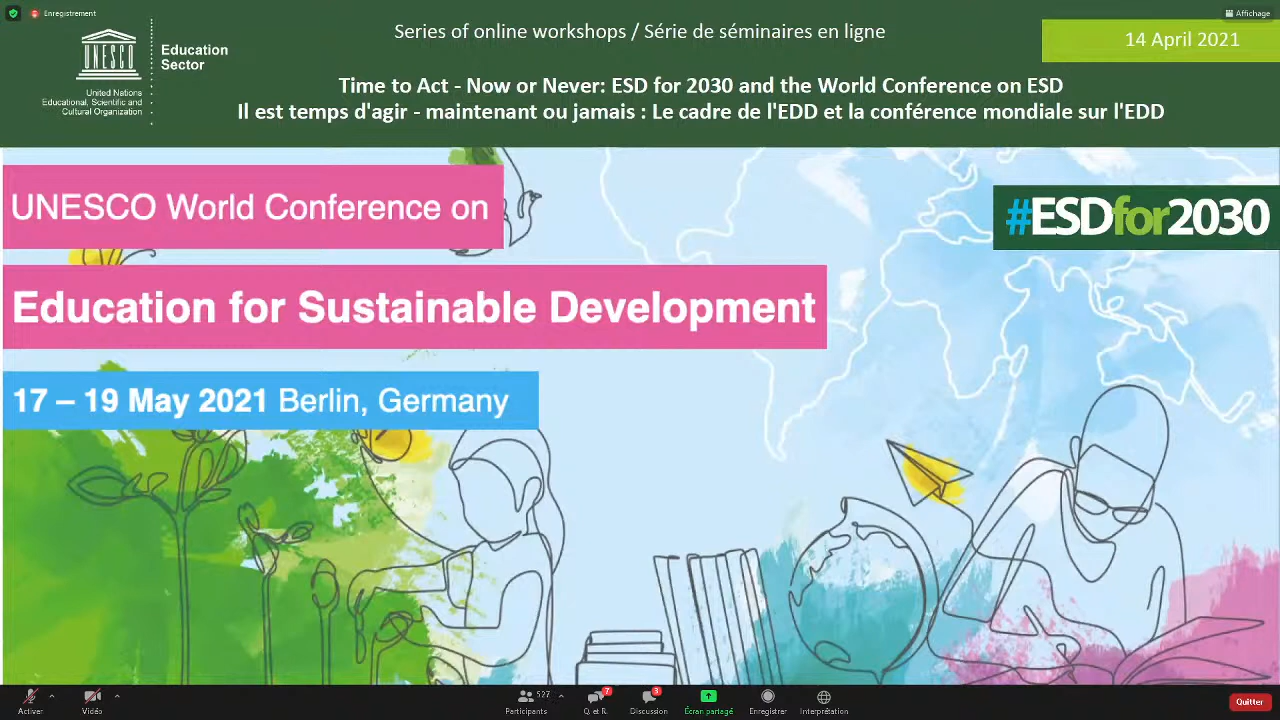 Enregistrement
Affichage
UNESCO
Education
Sector
United Nations
Educational, Scientific and
Cultural Organization
Series of online workshops / Série de séminaires en ligne
14 April 2021
Time to Act - Now or Never: ESD for 2030 and the World Conference on ESD
Il est temps d'agir - maintenant ou jamais : Le cadre de l'EDD et la conférence mondiale sur l'EDD
UNESCO World Conference on
#ESDfor2030
Education for Sustainable Development
17 – 19 May 2021 Berlin, Germany
527
7
3
Activer
Vidéo
Participants
Q. et R.
Discussion
Écran partagé
Enregistrer
Interprétation
Quitter